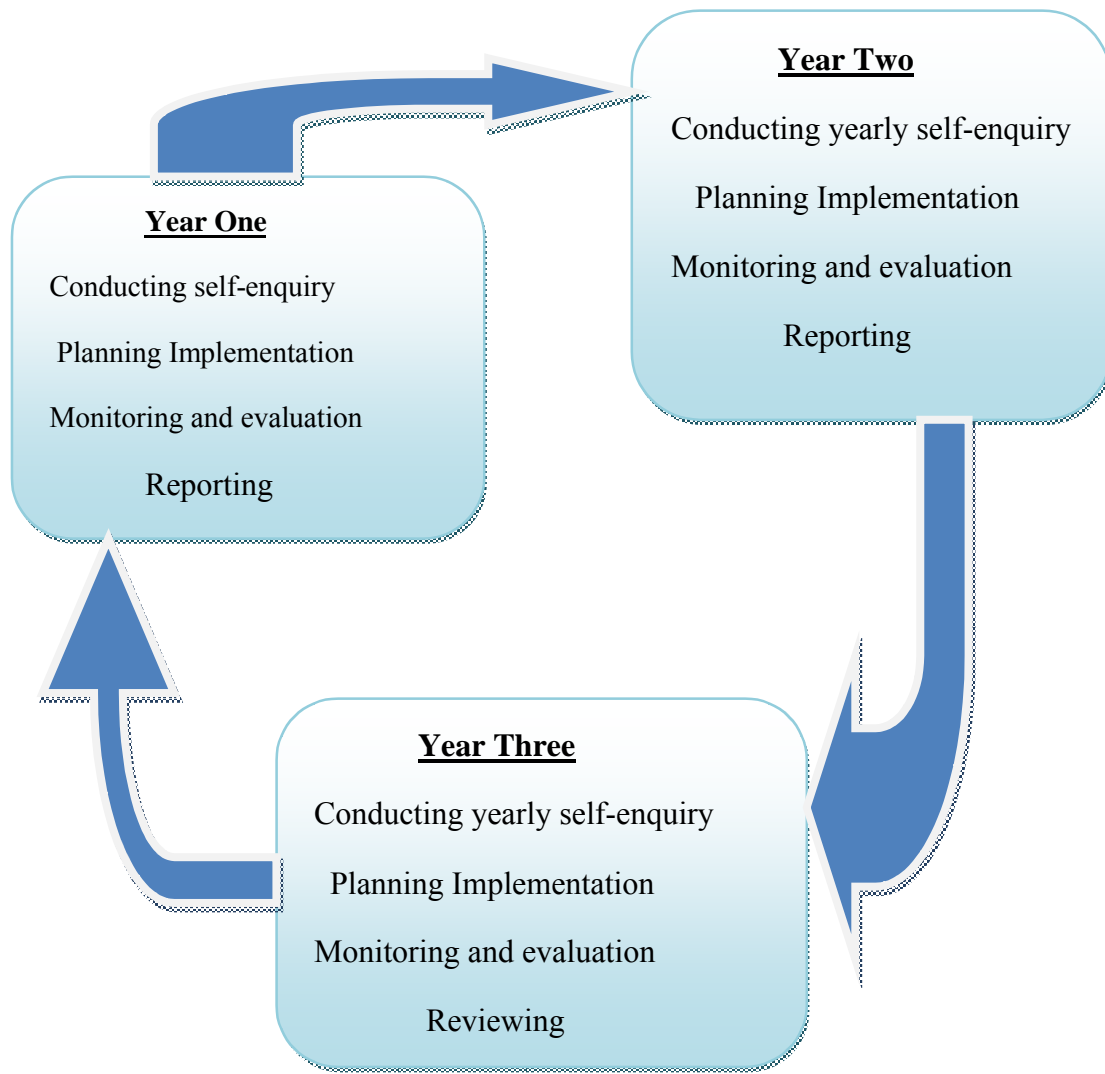 Year One
Conducting self-enquiry
Planning Implementation
Monitoring and evaluation
Reporting
Year Two
Conducting yearly self-enquiry
Planning Implementation
Monitoring and evaluation
Reporting
Year Three
Conducting yearly self-enquiry
Planning Implementation
Monitoring and evaluation
Reviewing